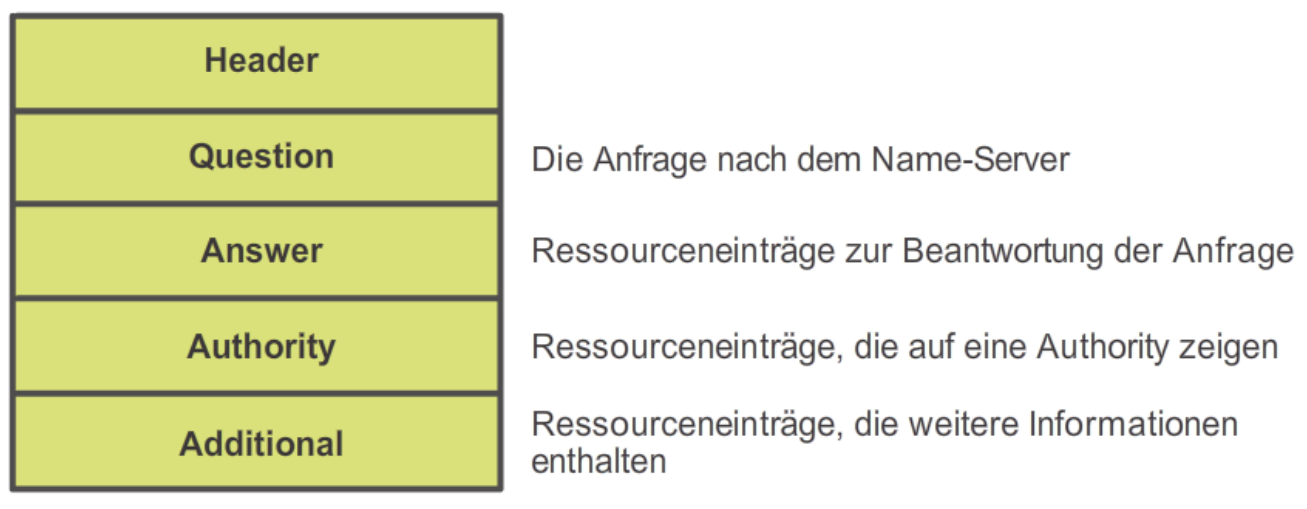 Header
Question
Die Anfrage nach dem Name-Server
Answer
Ressourceneinträge zur Beantwortung der Anfrage
Authority
Ressourceneinträge, die auf eine Authority zeigen
Additional
Ressourceneinträge, die weitere Informationen
enthalten